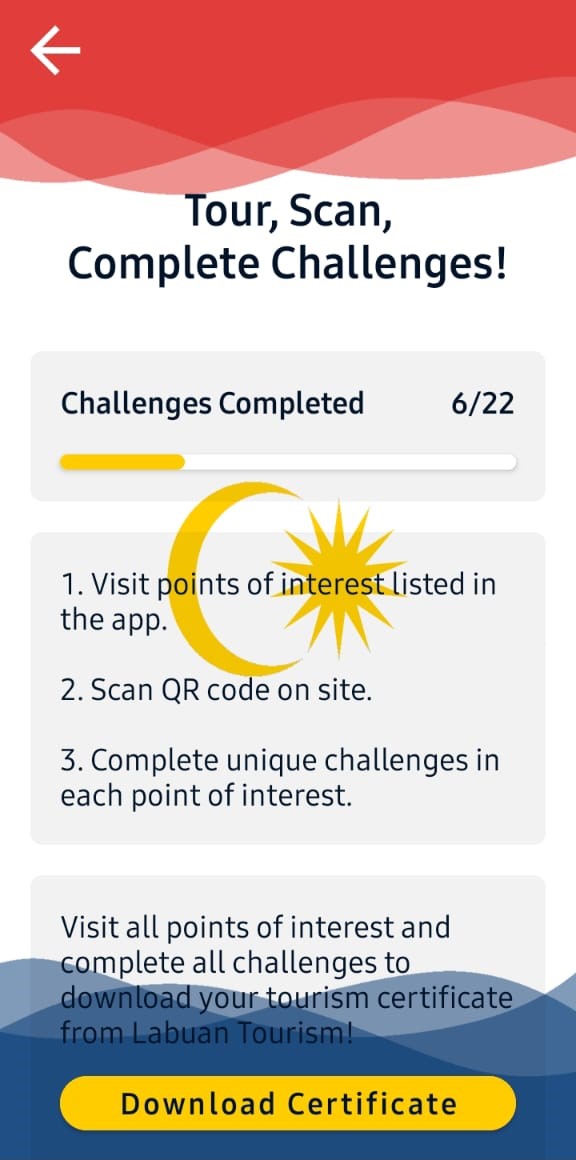 Tour, Scan,
Complete Challenges!
Challenges Completed 6/22
1. Visit points of interest listed in
the app.
2. Scan QR code on site.
3. Complete unique challenges in
each point of interest.
Visit all points of interest and
complete all challenges to
download your tourism certificate
from Labuan Tourism!
Download Certificate